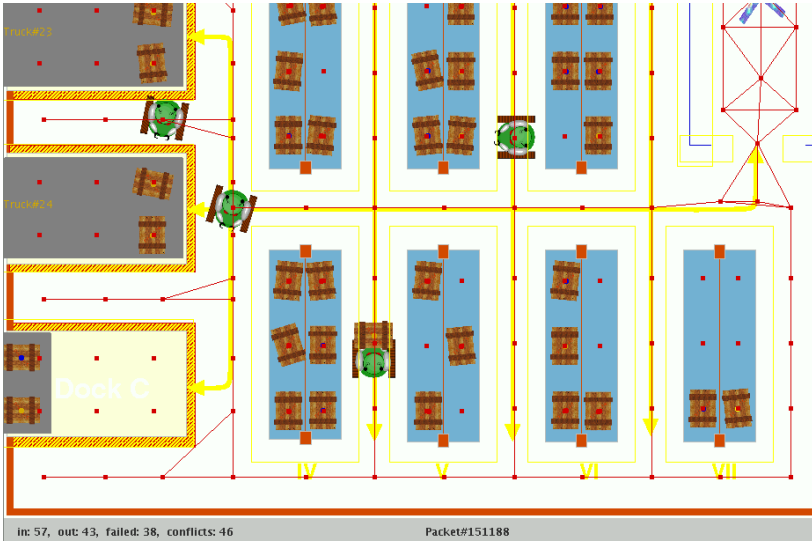 Truck#23
Truck#24
Dock C
IV
V
VI
VII
in: 57, out: 43, failed: 38, conflicts: 46
Packet#151188